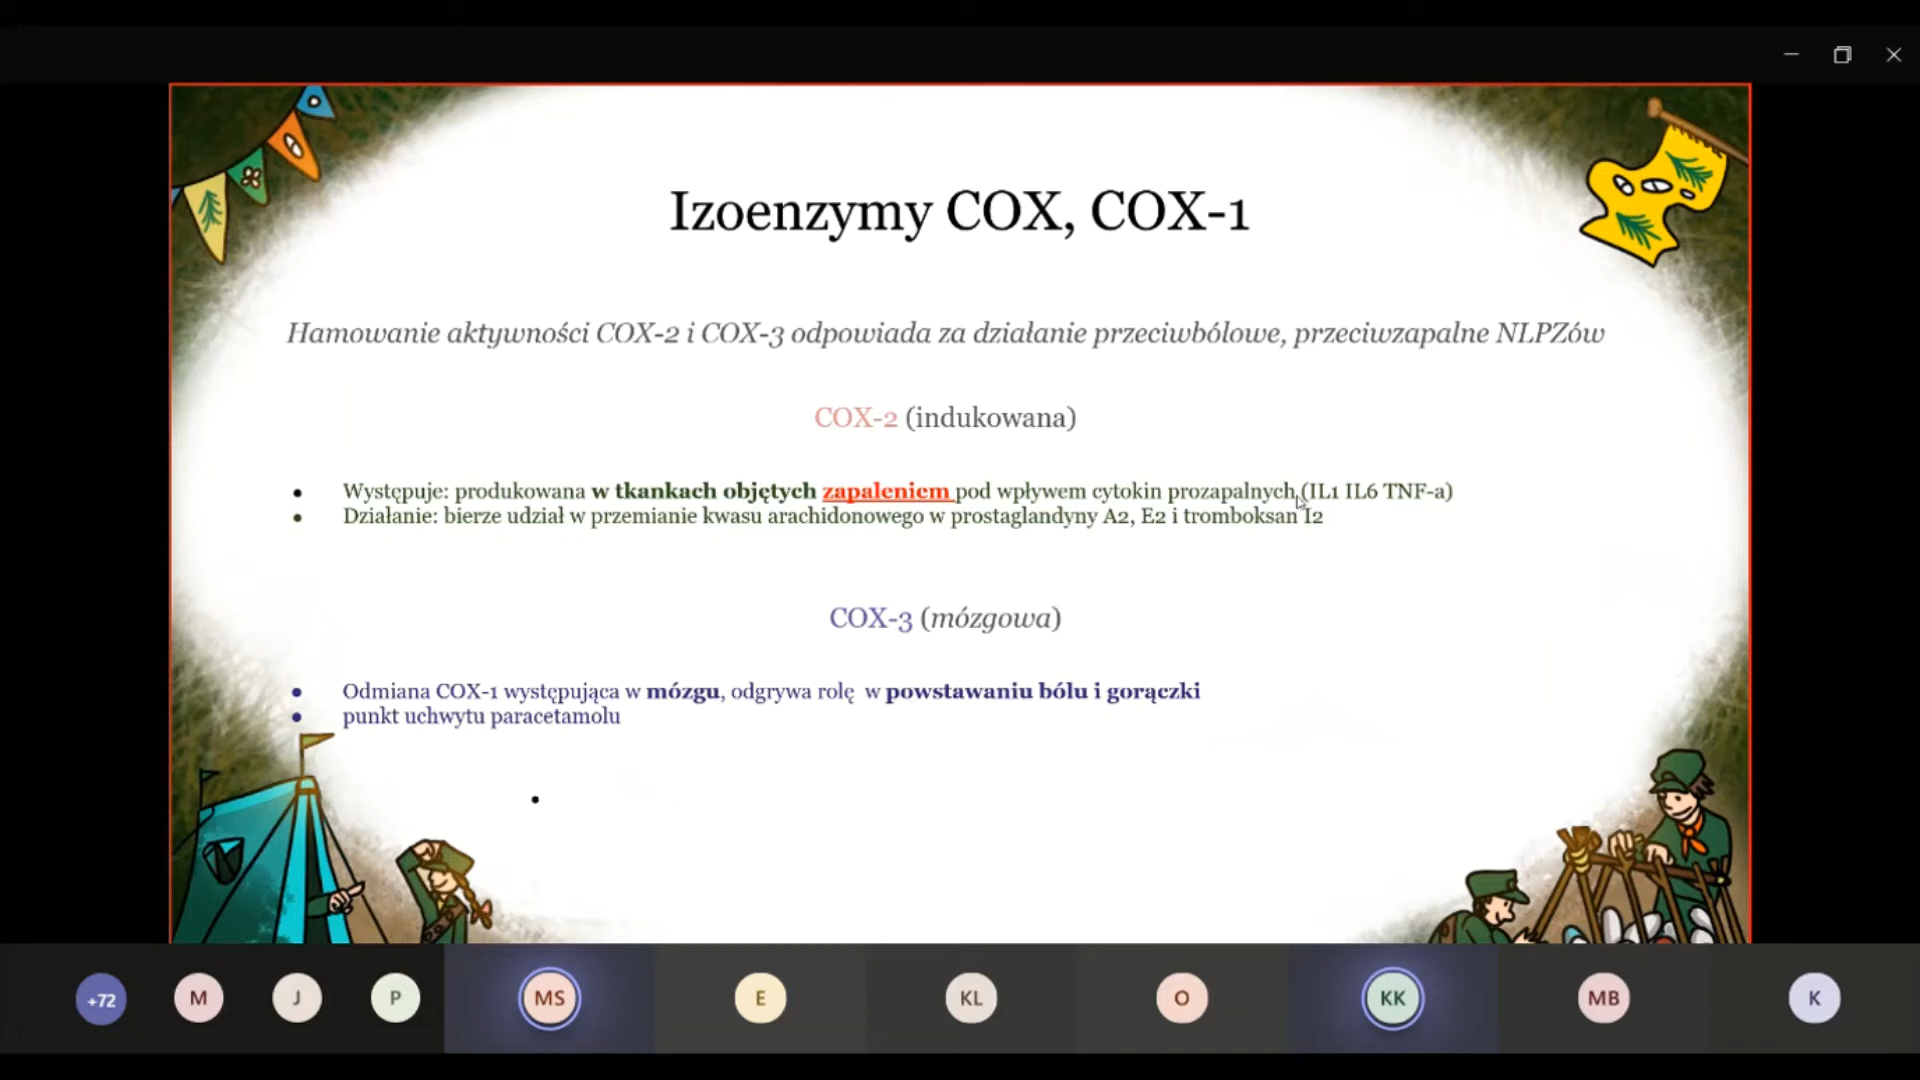 Izoenzymy COX, COX-1
Hamowanie aktywności COX-2 i COX-3 odpowiada za działanie przeciwbólowe, przeciwzapalne NLPZów
COX-2 (indukowana)
• Występuje: produkowana w tkankach objętych zapaleniem pod wpływem cytokin prozapalnych (IL1 IL6 TNF-a)
• Działanie: bierze udział w przemianie kwasu arachidonowego w prostaglandyny A2, E2 i tromboksan I2
COX-3 (mózgowa)
• Odmiana COX-1 występująca w mózgu, odgrywa rolę w powstawaniu bólu i gorączki
• punkt uchwytu paracetamolu
+72 M J P MS E KL O KK MB K